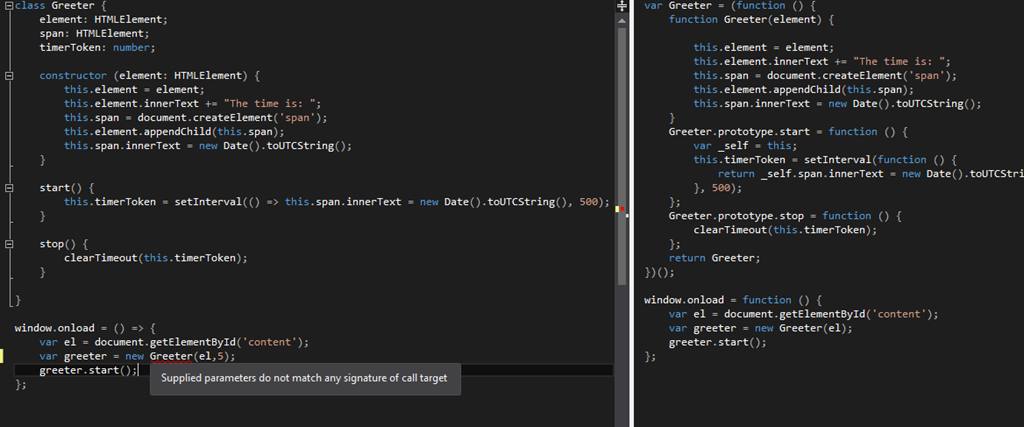 class Greeter {
element: HTMLElement;
span: HTMLElement;
timerToken: number;
constructor (element: HTMLElement) {
this.element = element;
this.element.innerText += "The time is: ";
this.span = document.createElement('span');
this.element.appendChild(this.span);
this.span.innerText = new Date().toUTCString();
}
start() {
this.timerToken = setInterval(() => this.span.innerText = new Date().toUTCString(), 500);
}
stop() {
clearTimeout(this.timerToken);
}
}
window.onload = () => {
var el = document.getElementById('content');
var greeter = new Greeter(el,5);
greeter.start();
};
Supplied parameters do not match any signature of call target
var Greeter = (function () {
function Greeter(element) {
this.element = element;
this.element.innerText += "The time is: ";
this.span = document.createElement('span');
this.element.appendChild(this.span);
this.span.innerText = new Date().toUTCString();
}
Greeter.prototype.start = function () {
var _self = this;
this.timerToken = setInterval(function () {
return _self.span.innerText = new Date().toUTCStri
}, 500);
};
Greeter.prototype.stop = function () {
clearTimeout(this.timerToken);
};
return Greeter;
})();
window.onload = function () {
var el = document.getElementById('content');
var greeter = new Greeter(el);
greeter.start();
};